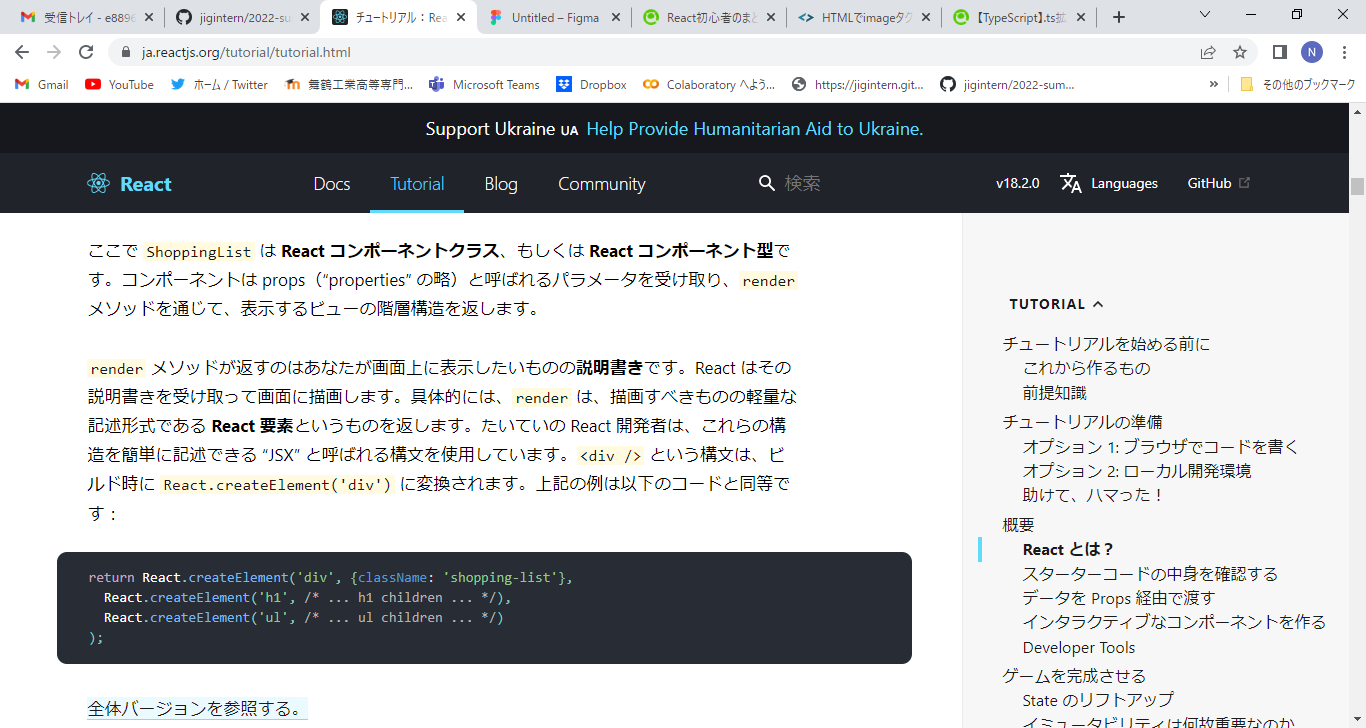 受信トレイ - e8896
jigintern/2022-su
チュートリアル：Rea
Untitled – Figma
React初心者のまと
HTMLでimageタグ
【TypeScript】.ts拡
ja.reactjs.org/tutorial/tutorial.html
N
Gmail
YouTube
ホーム / Twitter
舞鶴工業高等専門...
Microsoft Teams
Dropbox
Colaboratory へよう...
https://jigintern.git...
jigintern/2022-sum...
»
その他のブックマーク
Support Ukraine UA Help Provide Humanitarian Aid to Ukraine.
React
Docs
Tutorial
Blog
Community
検索
v18.2.0
Languages
GitHub
ここで ShoppingList は React コンポーネントクラス、もしくは React コンポーネント型で
す。コンポーネントは props（“properties” の略）と呼ばれるパラメータを受け取り、render
メソッドを通じて、表示するビューの階層構造を返します。
render メソッドが返すのはあなたが画面上に表示したいものの説明書きです。React はその
説明書きを受け取って画面に描画します。具体的には、render は、描画すべきものの軽量な
記述形式である React 要素というものを返します。たいていの React 開発者は、これらの構
造を簡単に記述できる “JSX” と呼ばれる構文を使用しています。<div /> という構文は、ビ
ルド時に React.createElement('div') に変換されます。上記の例は以下のコードと同等で
す：
return React.createElement('div', {className: 'shopping-list'},
React.createElement('h1', /* ... h1 children ... */),
React.createElement('ul', /* ... ul children ... */)
);
全体バージョンを参照する。
TUTORIAL
チュートリアルを始める前に
これから作るもの
前提知識
チュートリアルの準備
オプション 1: ブラウザでコードを書く
オプション 2: ローカル開発環境
助けて、ハマった！
概要
React とは？
スターターコードの中身を確認する
データを Props 経由で渡す
インタラクティブなコンポーネントを作る
Developer Tools
ゲームを完成させる
State のリフトアップ
イミュータビリティは何故重要なのか